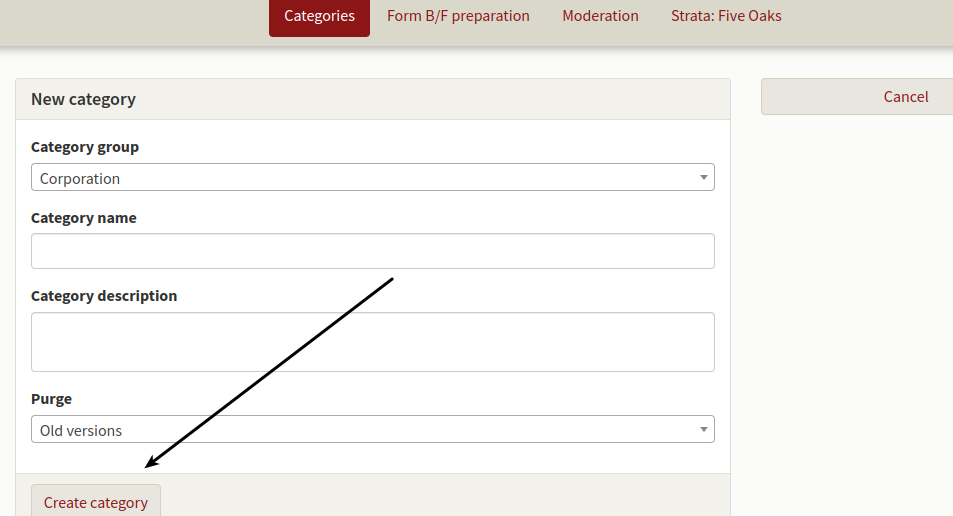 Categories Form B/F preparation Moderation Strata: Five Oaks
New category
Cancel
Category group
Corporation
Category name
Category description
Purge
Old versions
Create category